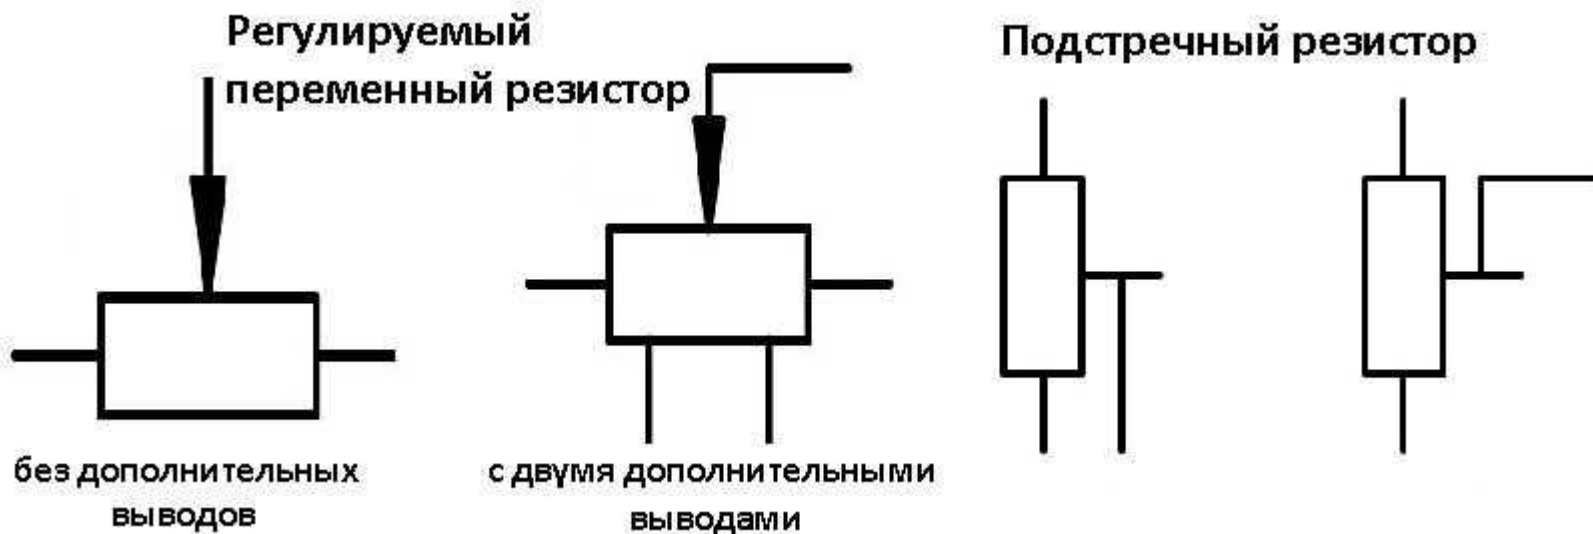 Регулируемый
переменный резистор
Подстречный резистор
без дополнительных
выводов
с двумя дополнительными
выводами